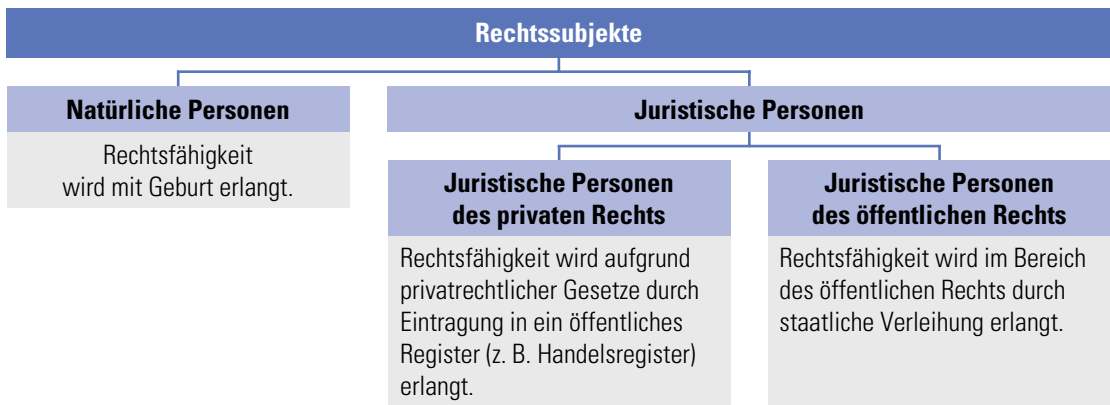 Rechtssubjekte
Natürliche Personen
Rechtsfähigkeit
wird mit Geburt erlangt.
Juristische Personen
Juristische Personen
des privaten Rechts
Rechtsfähigkeit wird aufgrund
privatrechtlicher Gesetze durch
Eintragung in ein öffentliches
Register (z. B. Handelsregister)
erlangt.
Juristische Personen
des öffentlichen Rechts
Rechtsfähigkeit wird im Bereich
des öffentlichen Rechts durch
staatliche Verleihung erlangt.